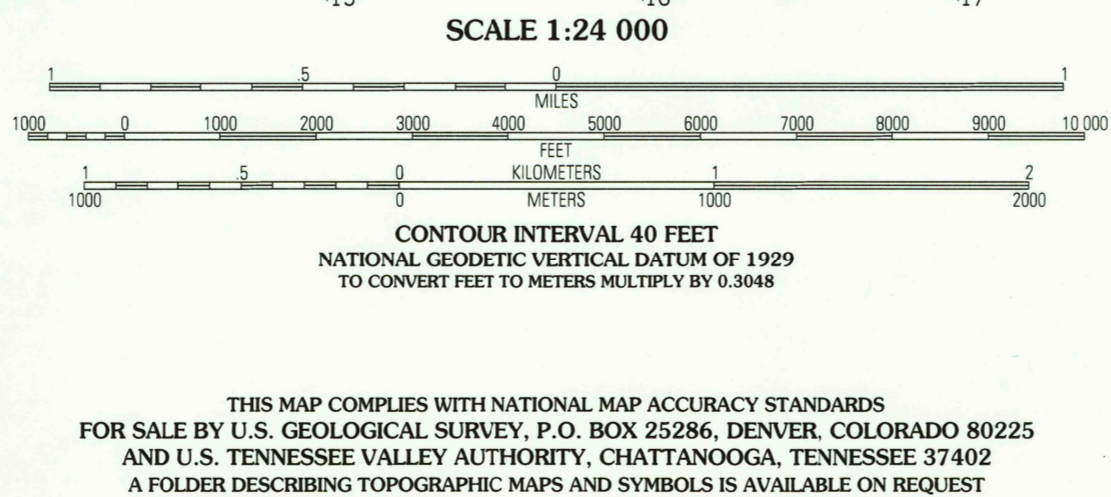 SCALE 1:24 000
1 .5 0 1
MILES
1000 0 1000 2000 3000 4000 5000 6000 7000 8000 9000 10 000
FEET
1 .5 0 KILOMETERS 1 2
1000 0 METERS 1000 2000
CONTOUR INTERVAL 40 FEET
NATIONAL GEODETIC VERTICAL DATUM OF 1929
TO CONVERT FEET TO METERS MULTIPLY BY 0.3048
THIS MAP COMPLIES WITH NATIONAL MAP ACCURACY STANDARDS
FOR SALE BY U.S. GEOLOGICAL SURVEY, P.O. BOX 25286, DENVER, COLORADO 80225
AND U.S. TENNESSEE VALLEY AUTHORITY, CHATTANOOGA, TENNESSEE 37402
A FOLDER DESCRIBING TOPOGRAPHIC MAPS AND SYMBOLS IS AVAILABLE ON REQUEST